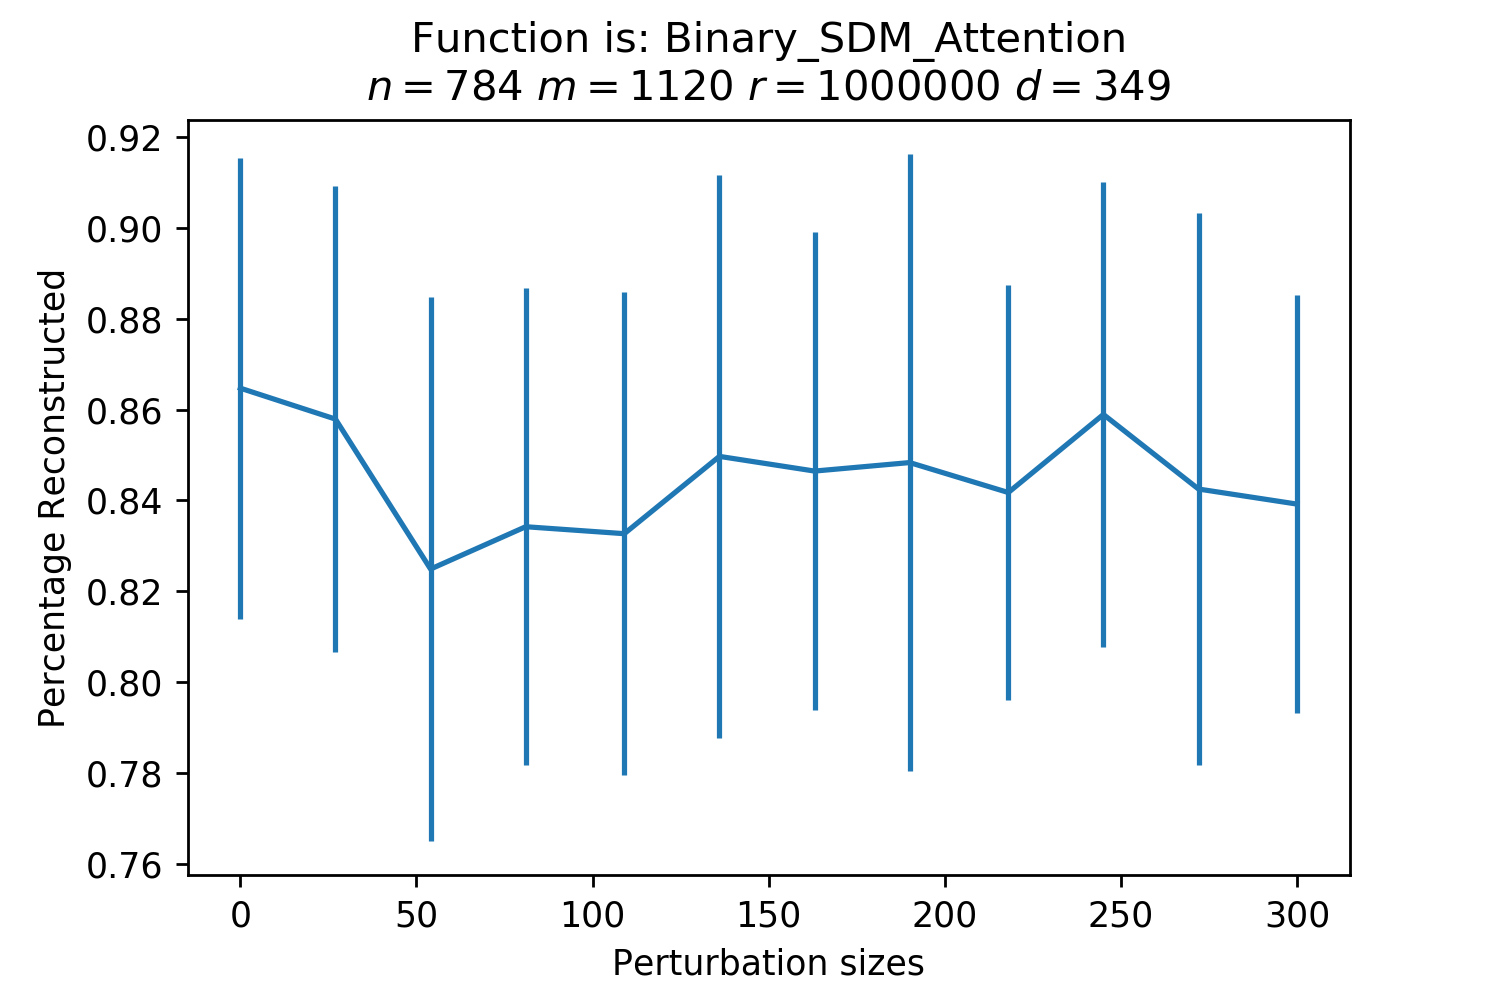 Function is: Binary_SDM_Attention
n = 784 m = 1120 r = 1000000 d = 349
0.92
0.90
0.88
0.86
0.84
0.82
0.80
0.78
0.76
Percentage Reconstructed
0 50 100 150 200 250 300
Perturbation sizes